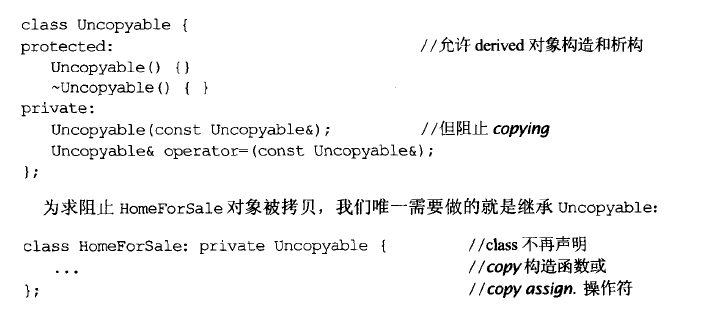 class Uncopyable {
protected: //允许 derived 对象构造和析构
Uncopyable() {}
~Uncopyable() { }
private:
Uncopyable(const Uncopyable&); //但阻止 copying
Uncopyable& operator=(const Uncopyable&);
};
为求阻止 HomeForSale 对象被拷贝，我们唯一需要做的就是继承 Uncopyable:
class HomeForSale: private Uncopyable { //class 不再声明
... //copy 构造函数或
}; //copy assign. 操作符